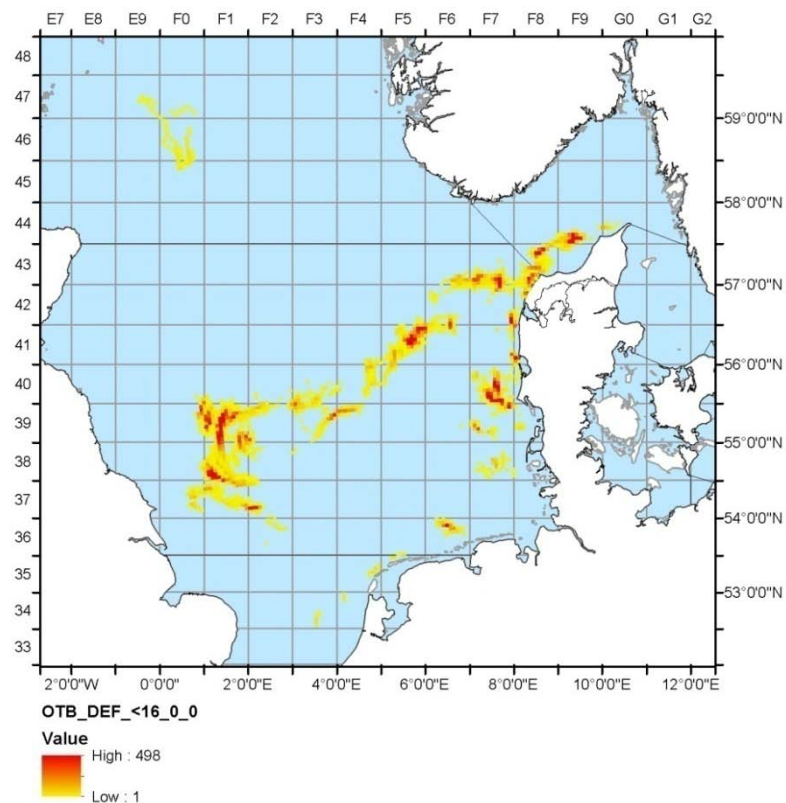 E7 E8 E9 F0 F1 F2 F3 F4 F5 F6 F7 F8 F9 G0 G1 G2
48
47
59°0'0"N
46
45
58°0'0"N
44
43
57°0'0"N
42
41
56°0'0"N
40
39
55°0'0"N
38
37
54°0'0"N
36
35
53°0'0"N
34
33
2°0'0"W 0°0'0" 2°0'0"E 4°0'0"E 6°0'0"E 8°0'0"E 10°0'0"E 12°0'0"E
OTB_DEF_<16_0_0
Value
High : 498
Low : 1